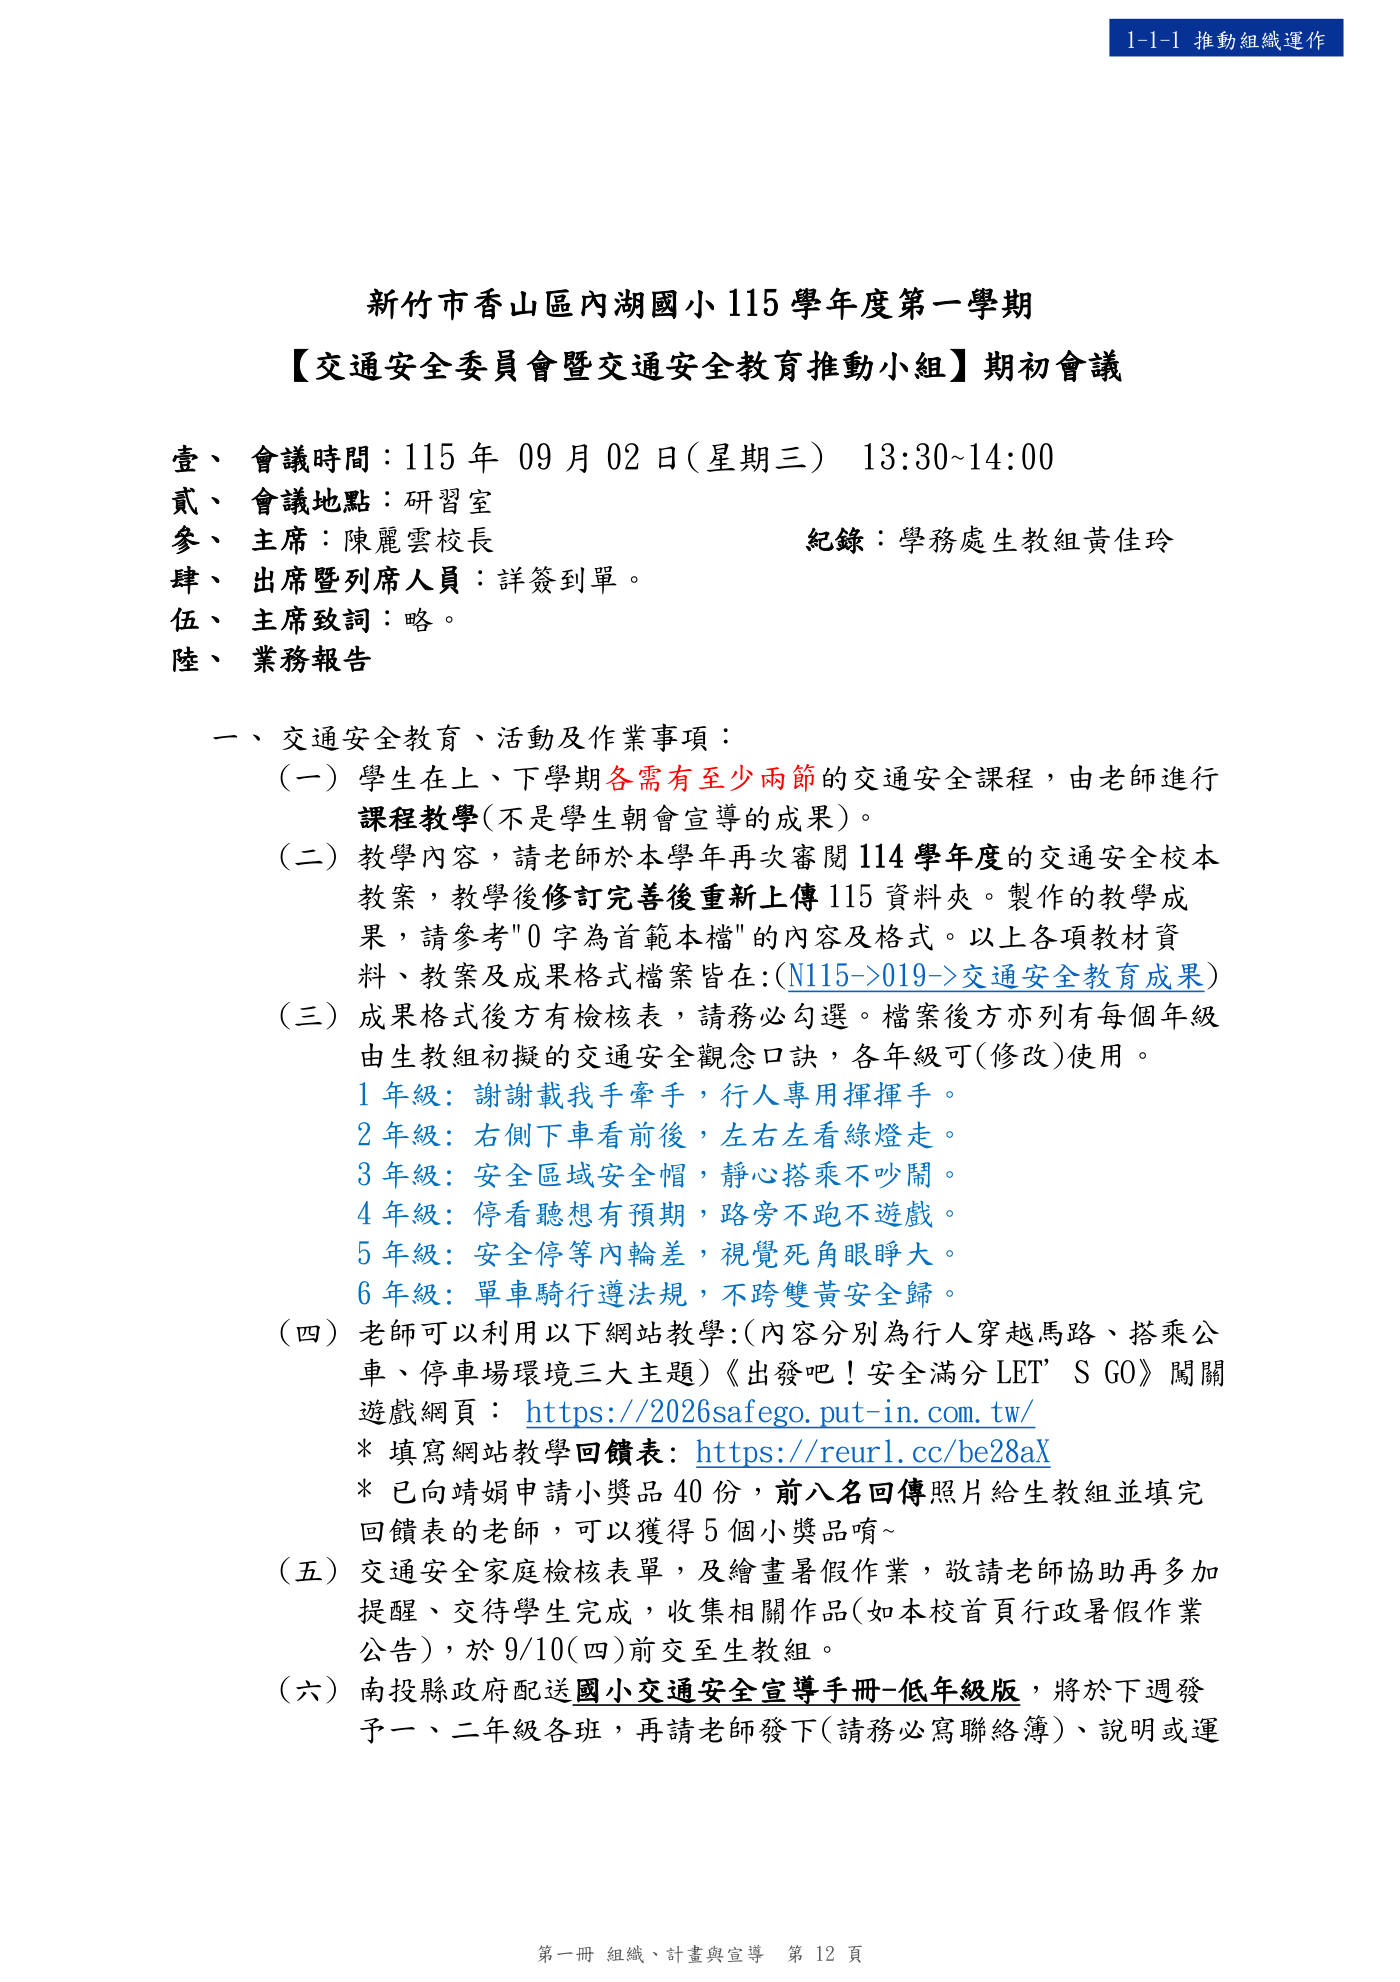 1-1-1 推動組織運作
新竹市香山區內湖國小 115 學年度第一學期
【交通安全委員會暨交通安全教育推動小組】期初會議
壹、 會議時間：115 年 09 月 02 日(星期三) 13:30~14:00
貳、 會議地點：研習室
參、 主席：陳麗雲校長 紀錄：學務處生教組黃佳玲
肆、 出席暨列席人員：詳簽到單。
伍、 主席致詞：略。
陸、 業務報告
一、 交通安全教育、活動及作業事項：
(一) 學生在上、下學期各需有至少兩節的交通安全課程，由老師進行
課程教學(不是學生朝會宣導的成果)。
(二) 教學內容，請老師於本學年再次審閱 114 學年度的交通安全校本
教案，教學後修訂完善後重新上傳 115 資料夾。製作的教學成
果，請參考"0 字為首範本檔"的內容及格式。以上各項教材資
料、教案及成果格式檔案皆在:(N115->019->交通安全教育成果)
(三) 成果格式後方有檢核表，請務必勾選。檔案後方亦列有每個年級
由生教組初擬的交通安全觀念口訣，各年級可(修改)使用。
1 年級: 謝謝載我手牽手，行人專用揮揮手。
2 年級: 右側下車看前後，左右左看綠燈走。
3 年級: 安全區域安全帽，靜心搭乘不吵鬧。
4 年級: 停看聽想有預期，路旁不跑不遊戲。
5 年級: 安全停等內輪差，視覺死角眼睜大。
6 年級: 單車騎行遵法規，不跨雙黃安全歸。
(四) 老師可以利用以下網站教學:(內容分別為行人穿越馬路、搭乘公
車、停車場環境三大主題)《出發吧！安全滿分 LET’S GO》闖關
遊戲網頁： https://2026safego.put-in.com.tw/
* 填寫網站教學回饋表: https://reurl.cc/be28aX
* 已向靖娟申請小獎品 40 份，前八名回傳照片給生教組並填完
回饋表的老師，可以獲得 5 個小獎品唷~
(五) 交通安全家庭檢核表單，及繪畫暑假作業，敬請老師協助再多加
提醒、交待學生完成，收集相關作品(如本校首頁行政暑假作業
公告)，於 9/10(四)前交至生教組。
(六) 南投縣政府配送國小交通安全宣導手冊-低年級版，將於下週發
予一、二年級各班，再請老師發下(請務必寫聯絡簿)、說明或運
第一冊 組織、計畫與宣導 第 12 頁